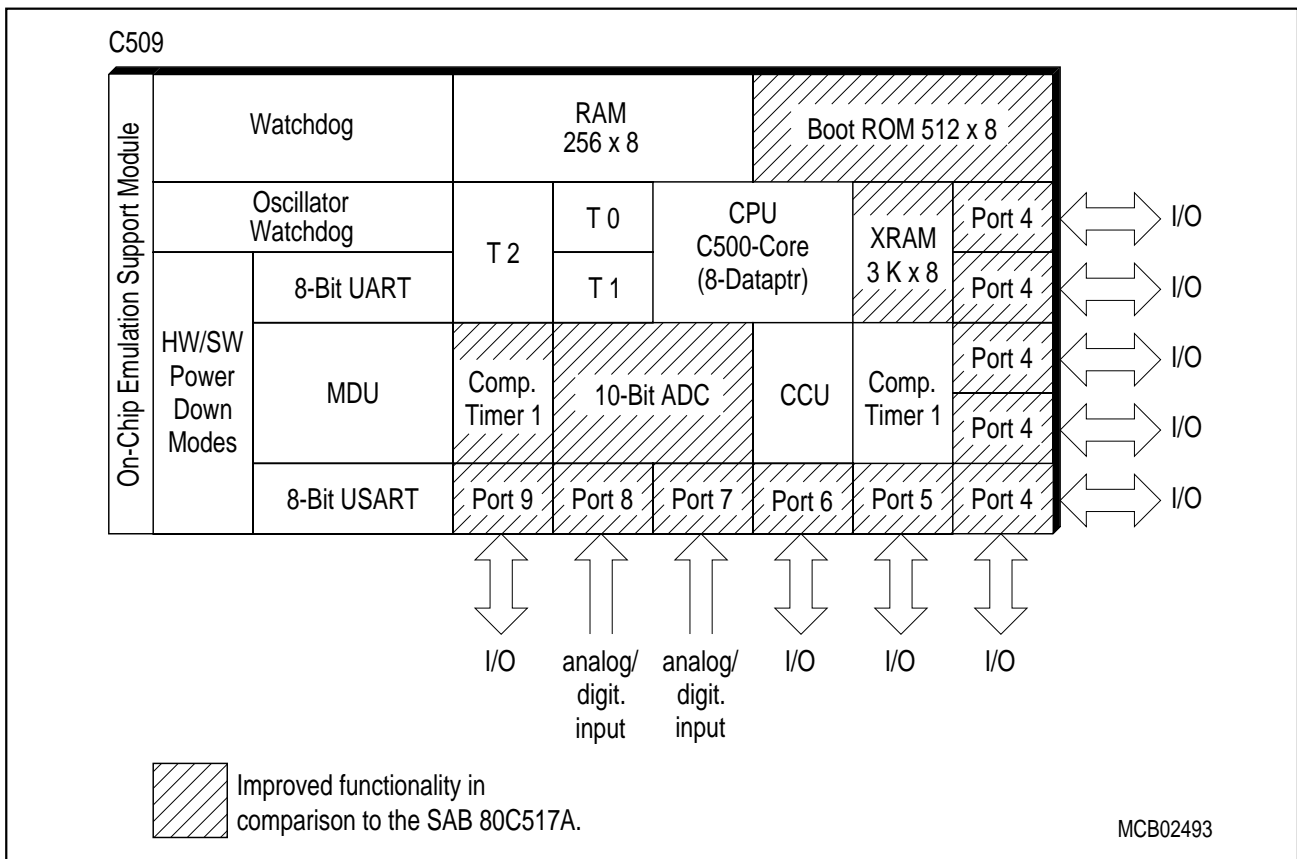 C509
On-Chip Emulation Support Module
Watchdog
RAM
256 x 8
Boot ROM 512 x 8
Oscillator
Watchdog
T 2
T 0
CPU
C500-Core
(8-Dataptr)
XRAM
3 K x 8
Port 4
I/O
8-Bit UART
T 1
Port 4
I/O
HW/SW
Power
Down
Modes
MDU
Comp.
Timer 1
10-Bit ADC
CCU
Comp.
Timer 1
Port 4
I/O
Port 4
I/O
8-Bit USART
Port 9
Port 8
Port 7
Port 6
Port 5
Port 4
I/O
I/O
analog/
digit.
input
analog/
digit.
input
I/O
I/O
I/O
Improved functionality in
comparison to the SAB 80C517A.
MCB02493